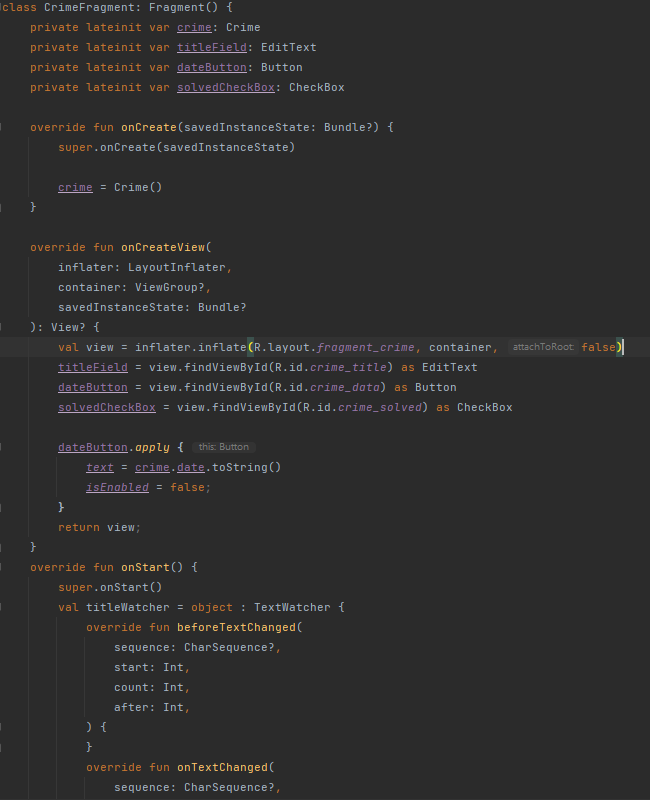 class CrimeFragment: Fragment() {
    private lateinit var crime: Crime
    private lateinit var titleField: EditText
    private lateinit var dateButton: Button
    private lateinit var solvedCheckBox: CheckBox

    override fun onCreate(savedInstanceState: Bundle?) {
        super.onCreate(savedInstanceState)

        crime = Crime()
    }

    override fun onCreateView(
        inflater: LayoutInflater,
        container: ViewGroup?,
        savedInstanceState: Bundle?
    ): View? {
        val view = inflater.inflate(R.layout.fragment_crime, container, attachToRoot: false)
        titleField = view.findViewById(R.id.crime_title) as EditText
        dateButton = view.findViewById(R.id.crime_data) as Button
        solvedCheckBox = view.findViewById(R.id.crime_solved) as CheckBox

        dateButton.apply { this: Button
            text = crime.date.toString()
            isEnabled = false;
        }
        return view;
    }
    override fun onStart() {
        super.onStart()
        val titleWatcher = object : TextWatcher {
            override fun beforeTextChanged(
                sequence: CharSequence?,
                start: Int,
                count: Int,
                after: Int,
            ) {
            }
            override fun onTextChanged(
                sequence: CharSequence?,